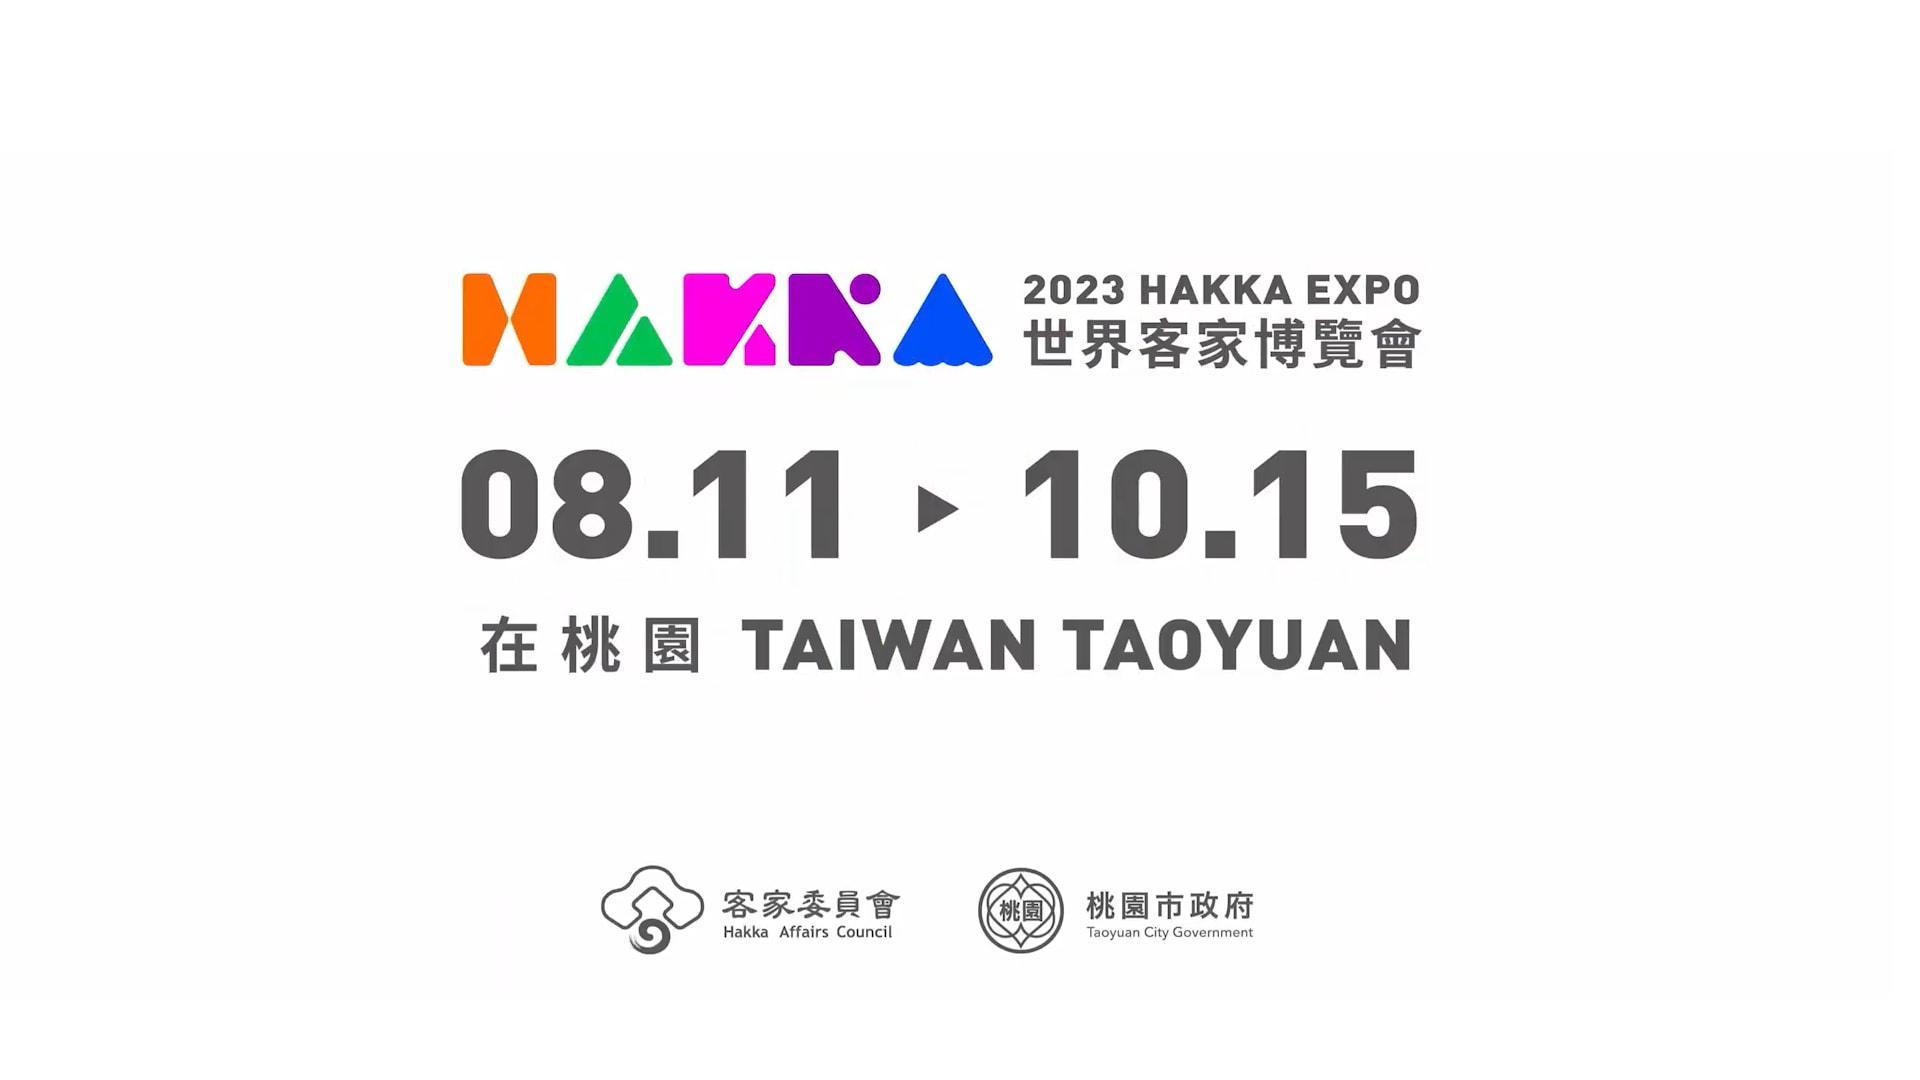 HAKKA
2023 HAKKA EXPO
世界客家博覽會
08.11 ▸ 10.15
在桃園 TAIWAN TAOYUAN
客家委員會
Hakka Affairs Council
桃園
桃園市政府
Taoyuan City Government